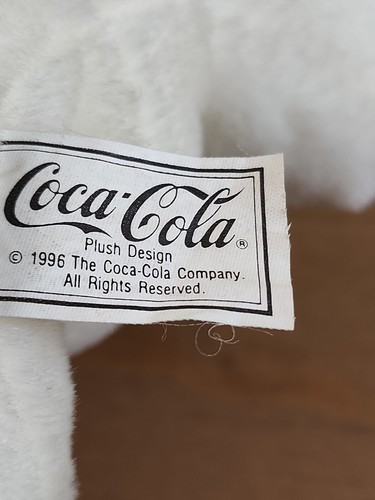 Coca-Cola®
Plush Design
© 1996 The Coca-Cola Company.
All Rights Reserved.